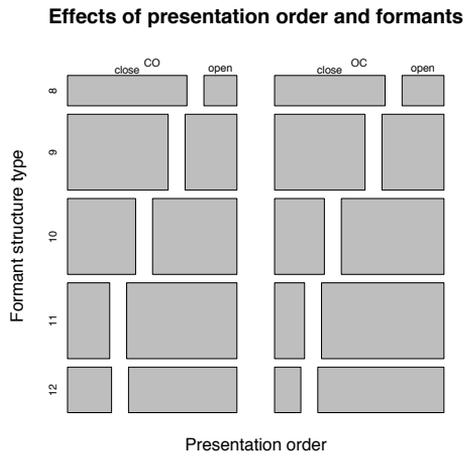 Effects of presentation order and formants
CO OC
close open close open
8
9
10
11
12
Formant structure type
Presentation order